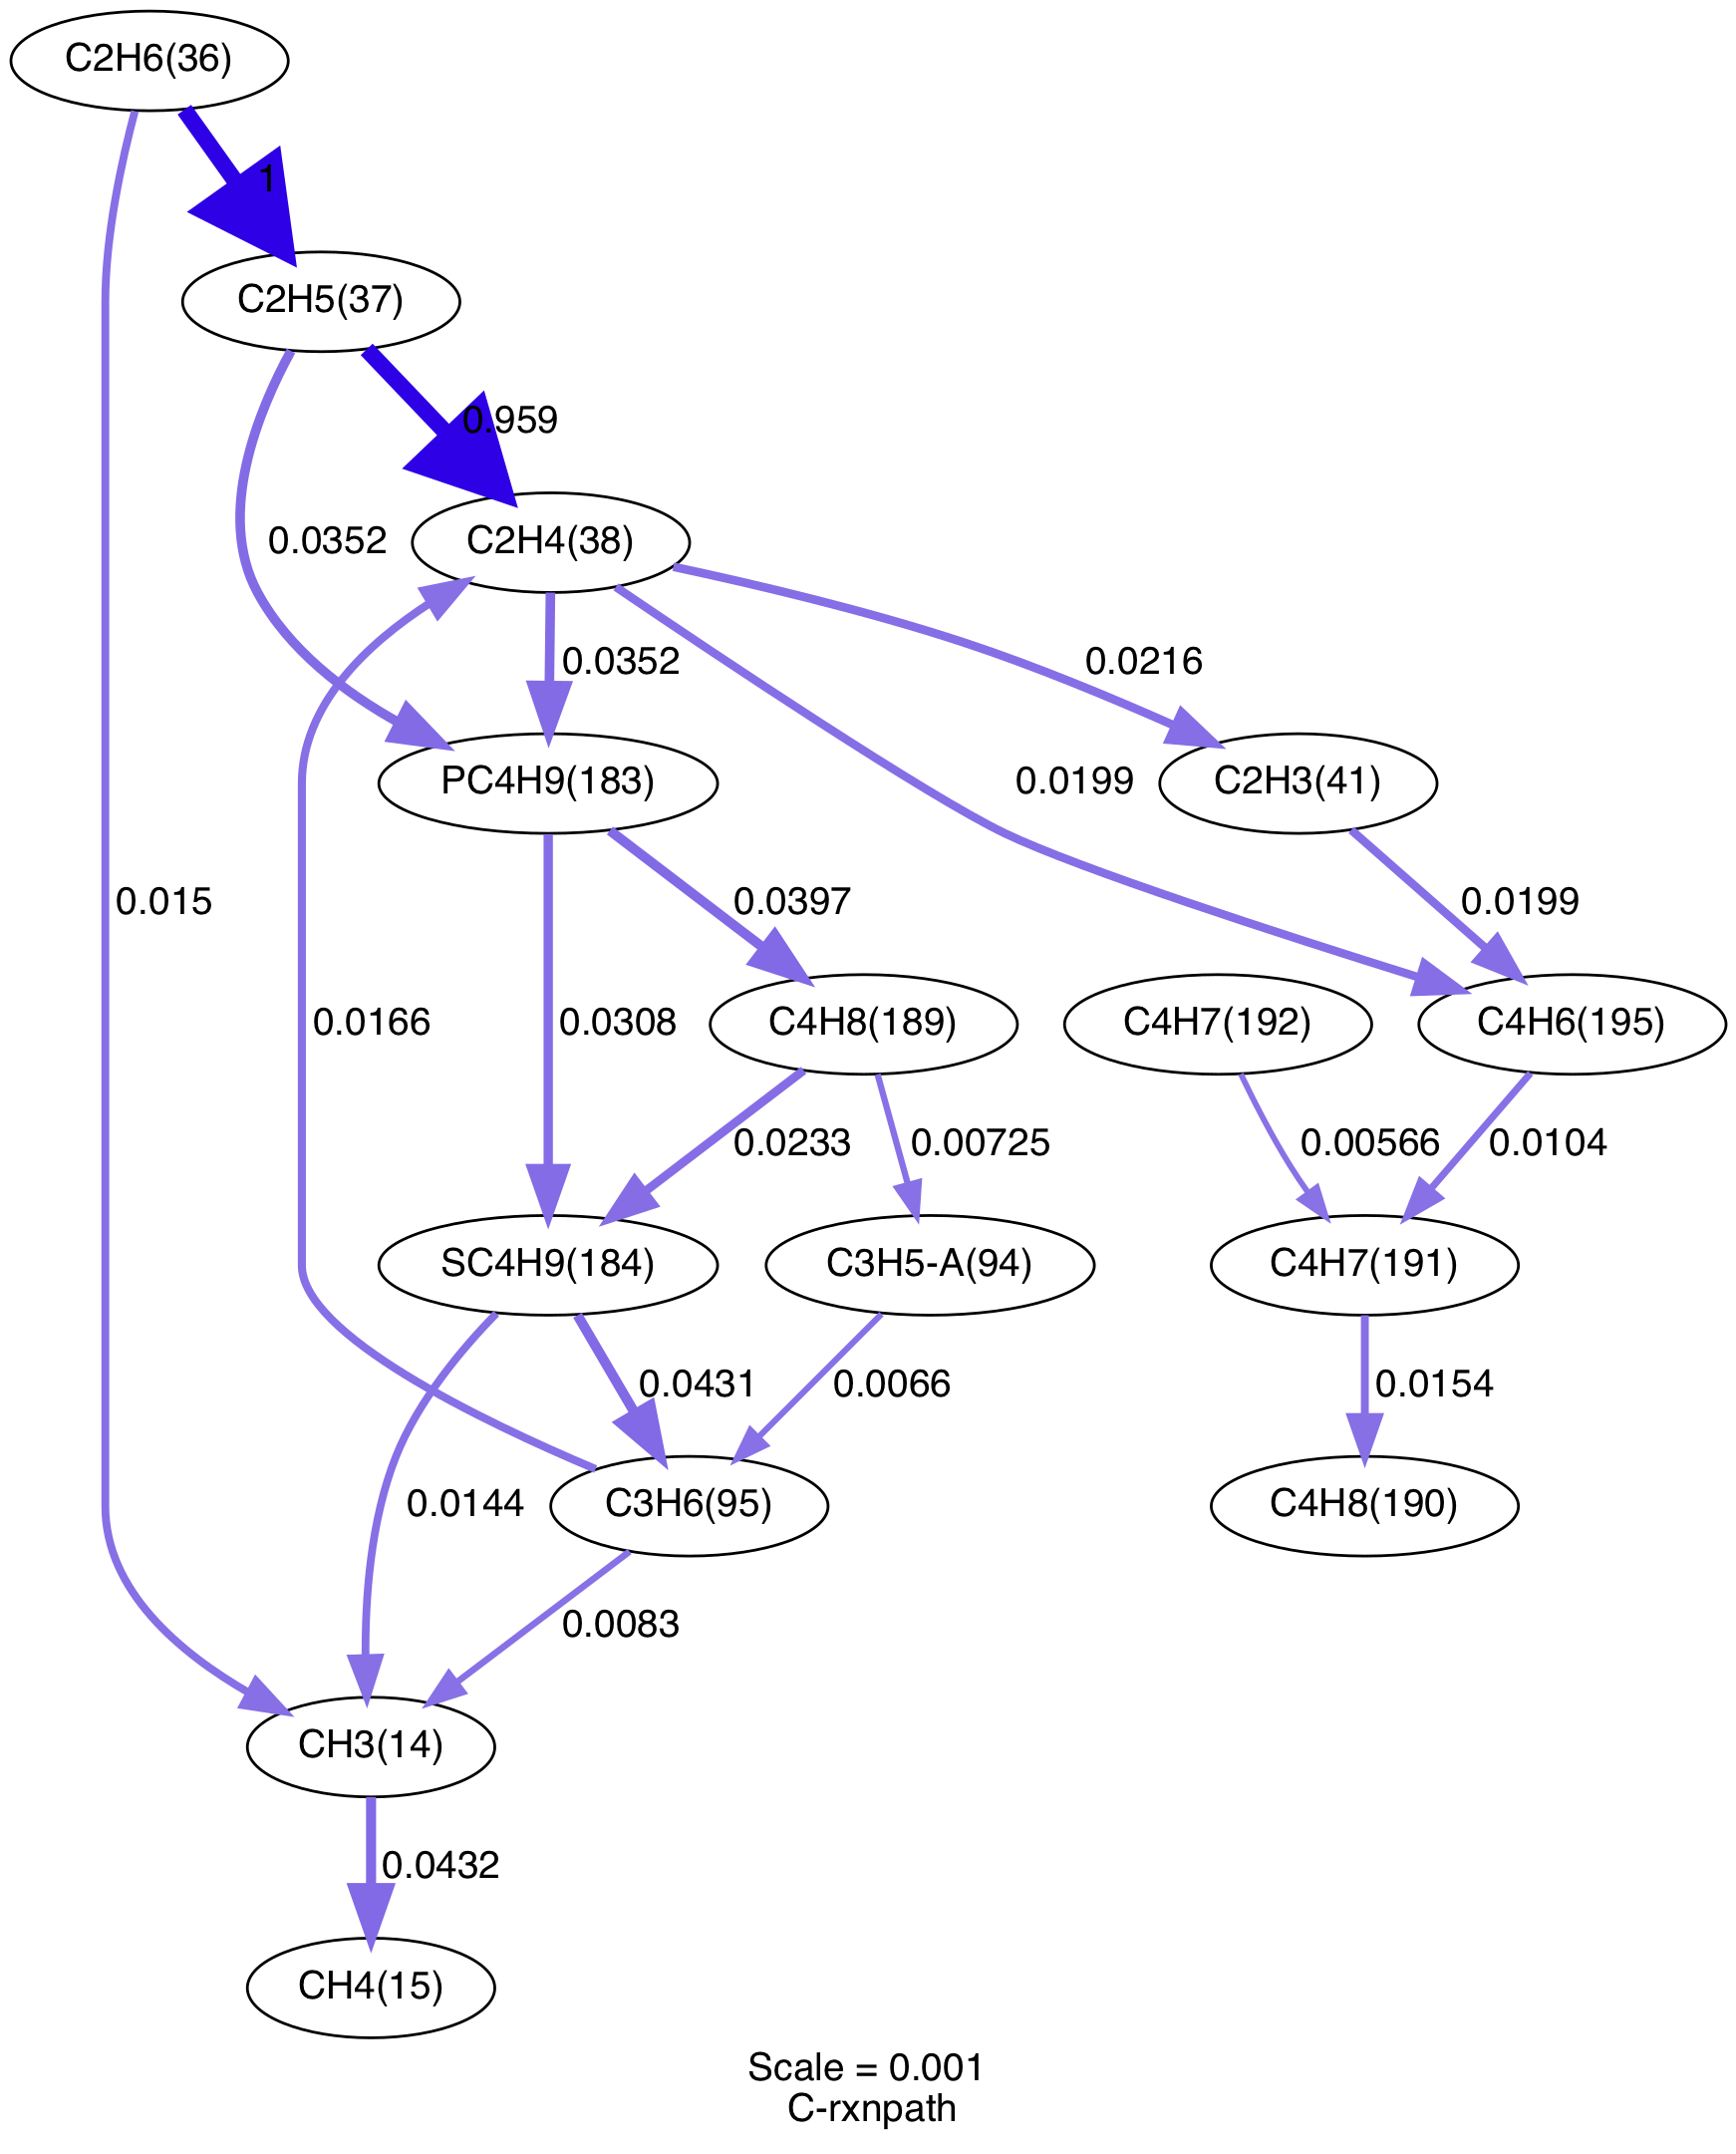 C2H6(36)
1
C2H5(37)
0.959
0.0352
C2H4(38)
0.0352
0.0216
PC4H9(183)
0.0199
C2H3(41)
0.015
0.0397
0.0199
0.0166
0.0308
C4H8(189)
C4H7(192)
C4H6(195)
0.0233
0.00725
0.00566
0.0104
SC4H9(184)
C3H5-A(94)
C4H7(191)
0.0431
0.0066
0.0154
0.0144
C3H6(95)
C4H8(190)
0.0083
CH3(14)
0.0432
CH4(15)
Scale = 0.001
C-rxnpath